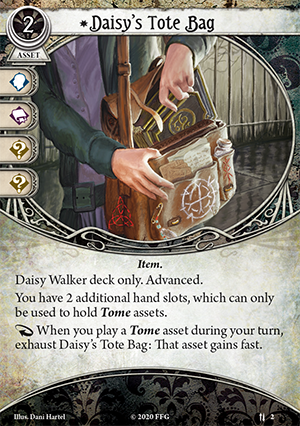 2
*Daisy's Tote Bag
ASSET
?
?
Item.
Daisy Walker deck only. Advanced.
You have 2 additional hand slots, which can only
be used to hold Tome assets.
When you play a Tome asset during your turn,
exhaust Daisy's Tote Bag: That asset gains fast.
Illus. Dani Hartel
© 2020 FFG
2